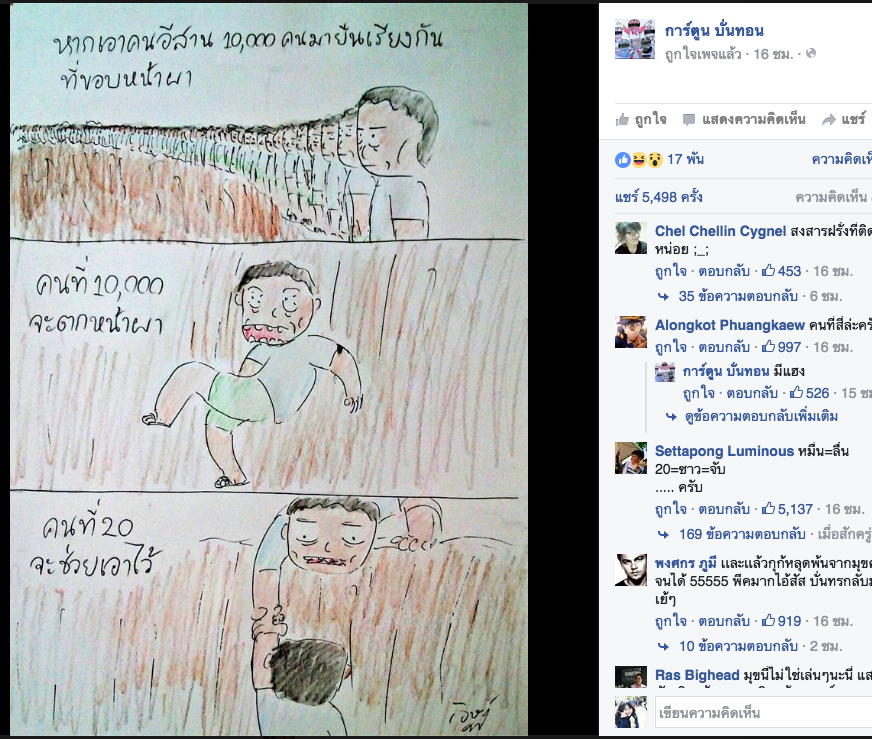 หากเอาคนอีสาน 10,000 คนมายืนเรียงกัน
ที่ขอบหน้าผา
คนที่ 10,000
จะตกหน้าผา
คนที่ 20
จะช่วยเอาไว้
การ์ตูน บั่นทอน
ถูกใจเพจแล้ว · 16 ชม. ·
ถูกใจ แสดงความคิดเห็น แชร์
17 พัน ความคิดเห็
แชร์ 5,498 ครั้ง ความคิดเห็น
Chel Chellin Cygnel สงสารฝรั่งที่ติด
หน่อย ;_;
ถูกใจ · ตอบกลับ · 453 · 16 ชม.
35 ข้อความตอบกลับ · 6 ชม.
Alongkot Phuangkaew คนที่สี่ล่ะครั
ถูกใจ · ตอบกลับ · 997 · 16 ชม.
การ์ตูน บั่นทอน มีแฮง
ถูกใจ · ตอบกลับ · 526 · 15 ชม
ดูข้อความตอบกลับเพิ่มเติม
Settapong Luminous หมื่น=ลื่น
20=ซาว=จับ
..... ครับ
ถูกใจ · ตอบกลับ · 5,137 · 16 ชม.
169 ข้อความตอบกลับ · เมื่อสักครู่
พงศกร ภูมี และแล้วกูก้หลุดพ้นจากมุข
จนได้ 55555 พีคมากไอ้สัส บั่นทรกลับม
เย้ๆ
ถูกใจ · ตอบกลับ · 919 · 16 ชม.
10 ข้อความตอบกลับ · 2 ชม.
Ras Bighead มุขนี้ไม่ใช่เล่นๆนะนี่ แส
เขียนความคิดเห็น